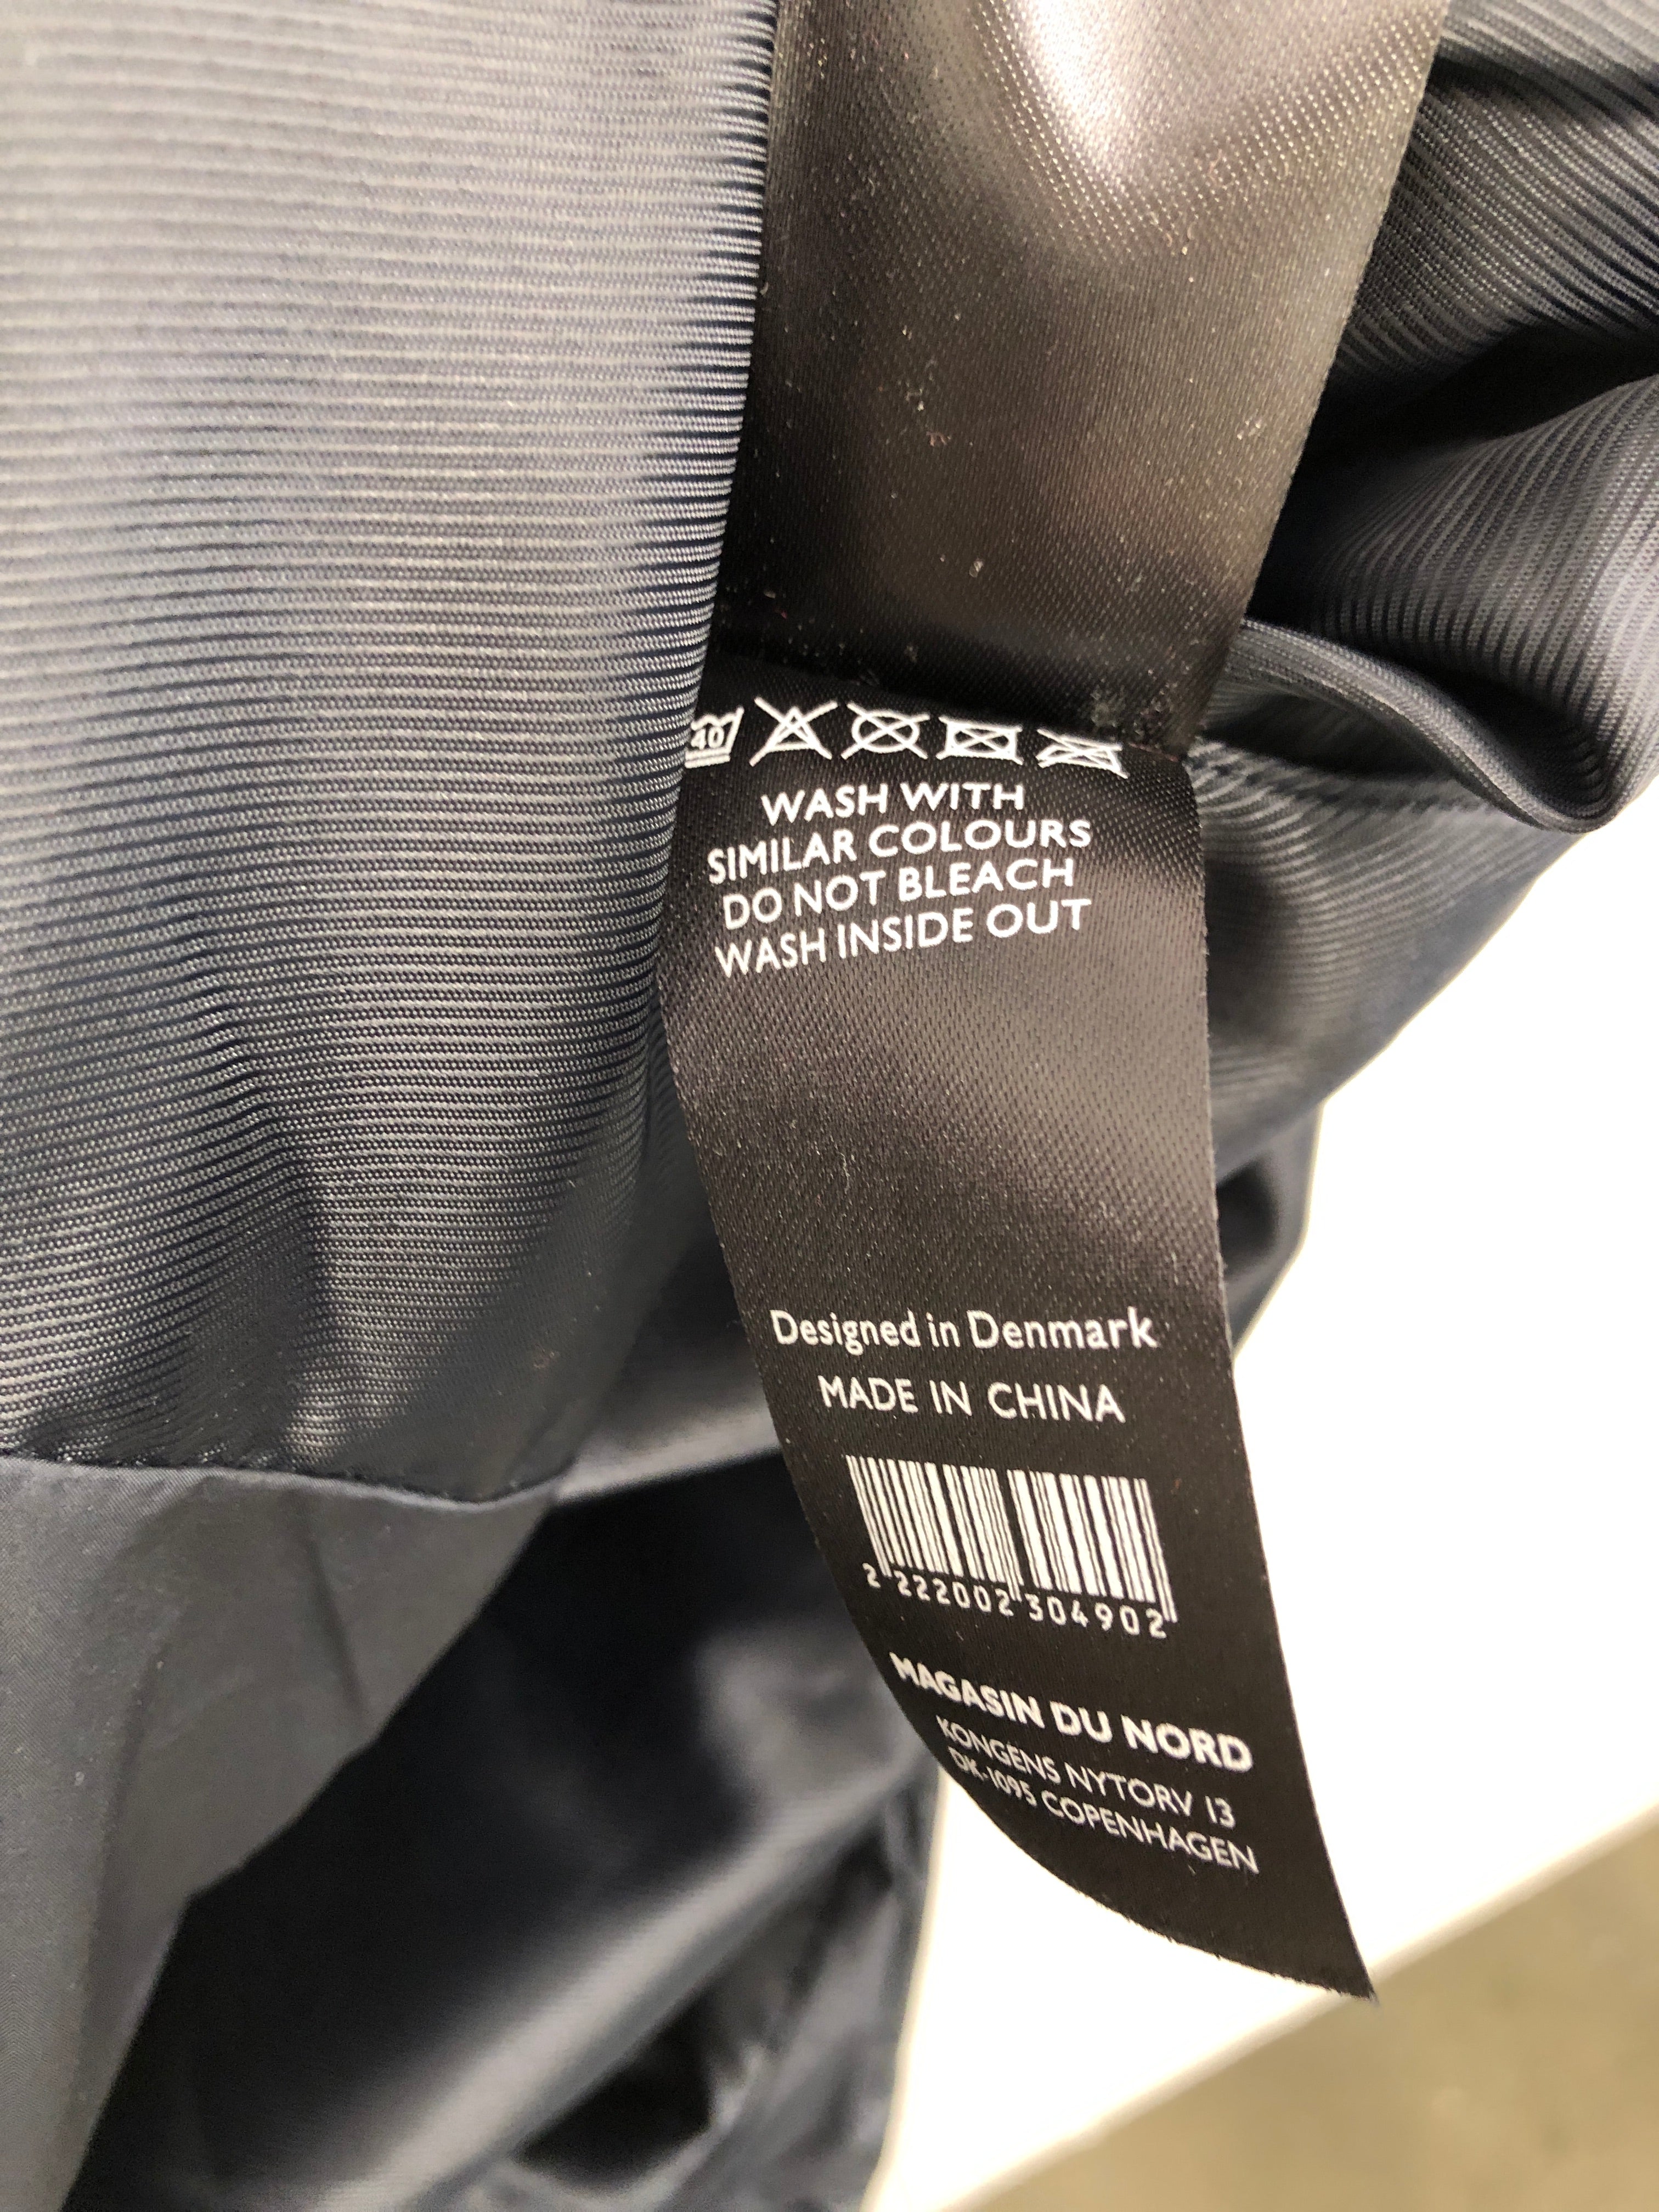 40
WASH WITH
SIMILAR COLOURS
DO NOT BLEACH
WASH INSIDE OUT
Designed in Denmark
MADE IN CHINA
2 222002 304902
MAGASIN DU NORD
KONGENS NYTORV 13
DK-1095 COPENHAGEN